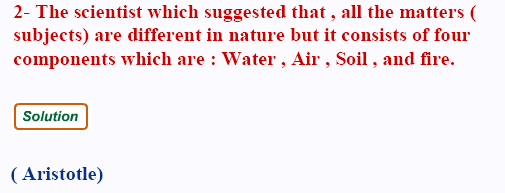 2- The scientist which suggested that , all the matters (
subjects) are different in nature but it consists of four
components which are : Water , Air , Soil , and fire.
Solution
( Aristotle)